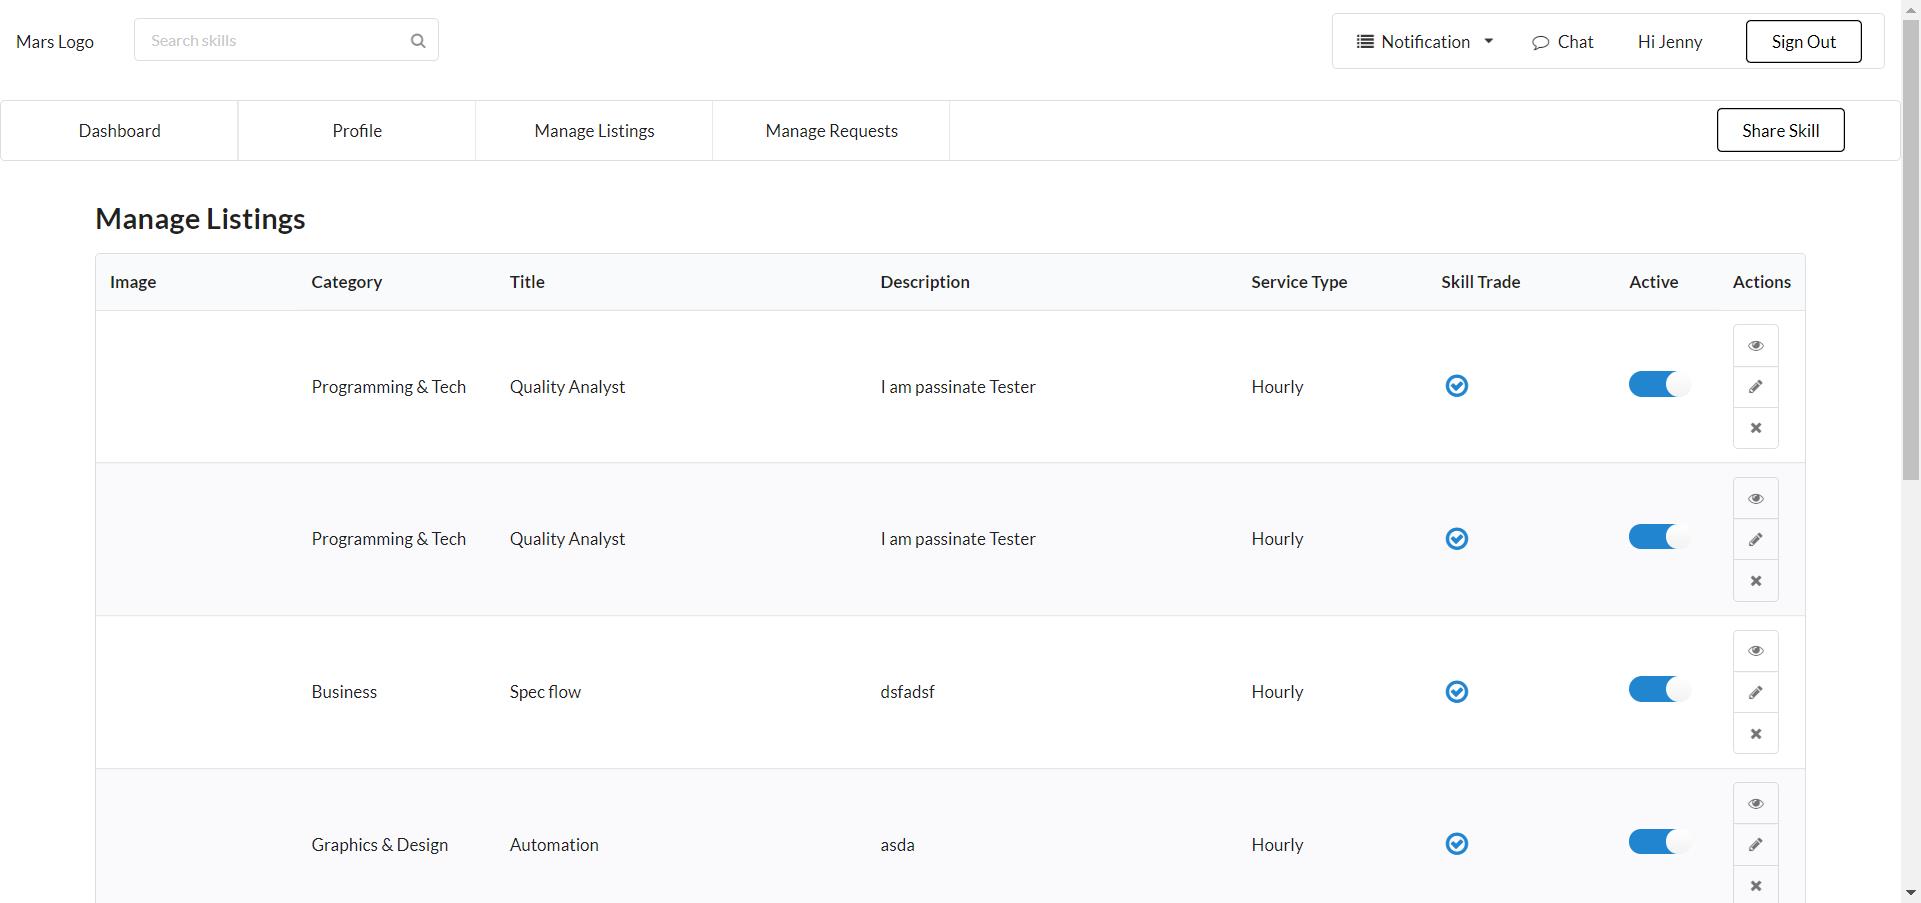 Mars Logo
Search skills
Notification
Chat
Hi Jenny
Sign Out
Dashboard
Profile
Manage Listings
Manage Requests
Share Skill
Manage Listings
Image Category Title Description Service Type Skill Trade Active Actions
Programming & Tech Quality Analyst I am passinate Tester Hourly
Programming & Tech Quality Analyst I am passinate Tester Hourly
Business Spec flow dsfadsf Hourly
Graphics & Design Automation asda Hourly